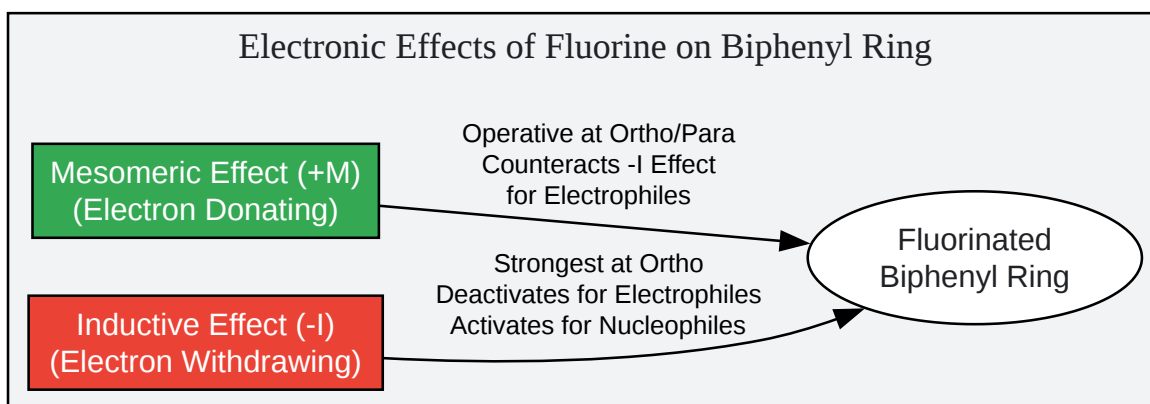 Electronic Effects of Fluorine on Biphenyl Ring
Mesomeric Effect (+M)
(Electron Donating)
Operative at Ortho/Para
Counteracts -I Effect
for Electrophiles
Inductive Effect (-I)
(Electron Withdrawing)
Strongest at Ortho
Deactivates for Electrophiles
Activates for Nucleophiles
Fluorinated
Biphenyl Ring